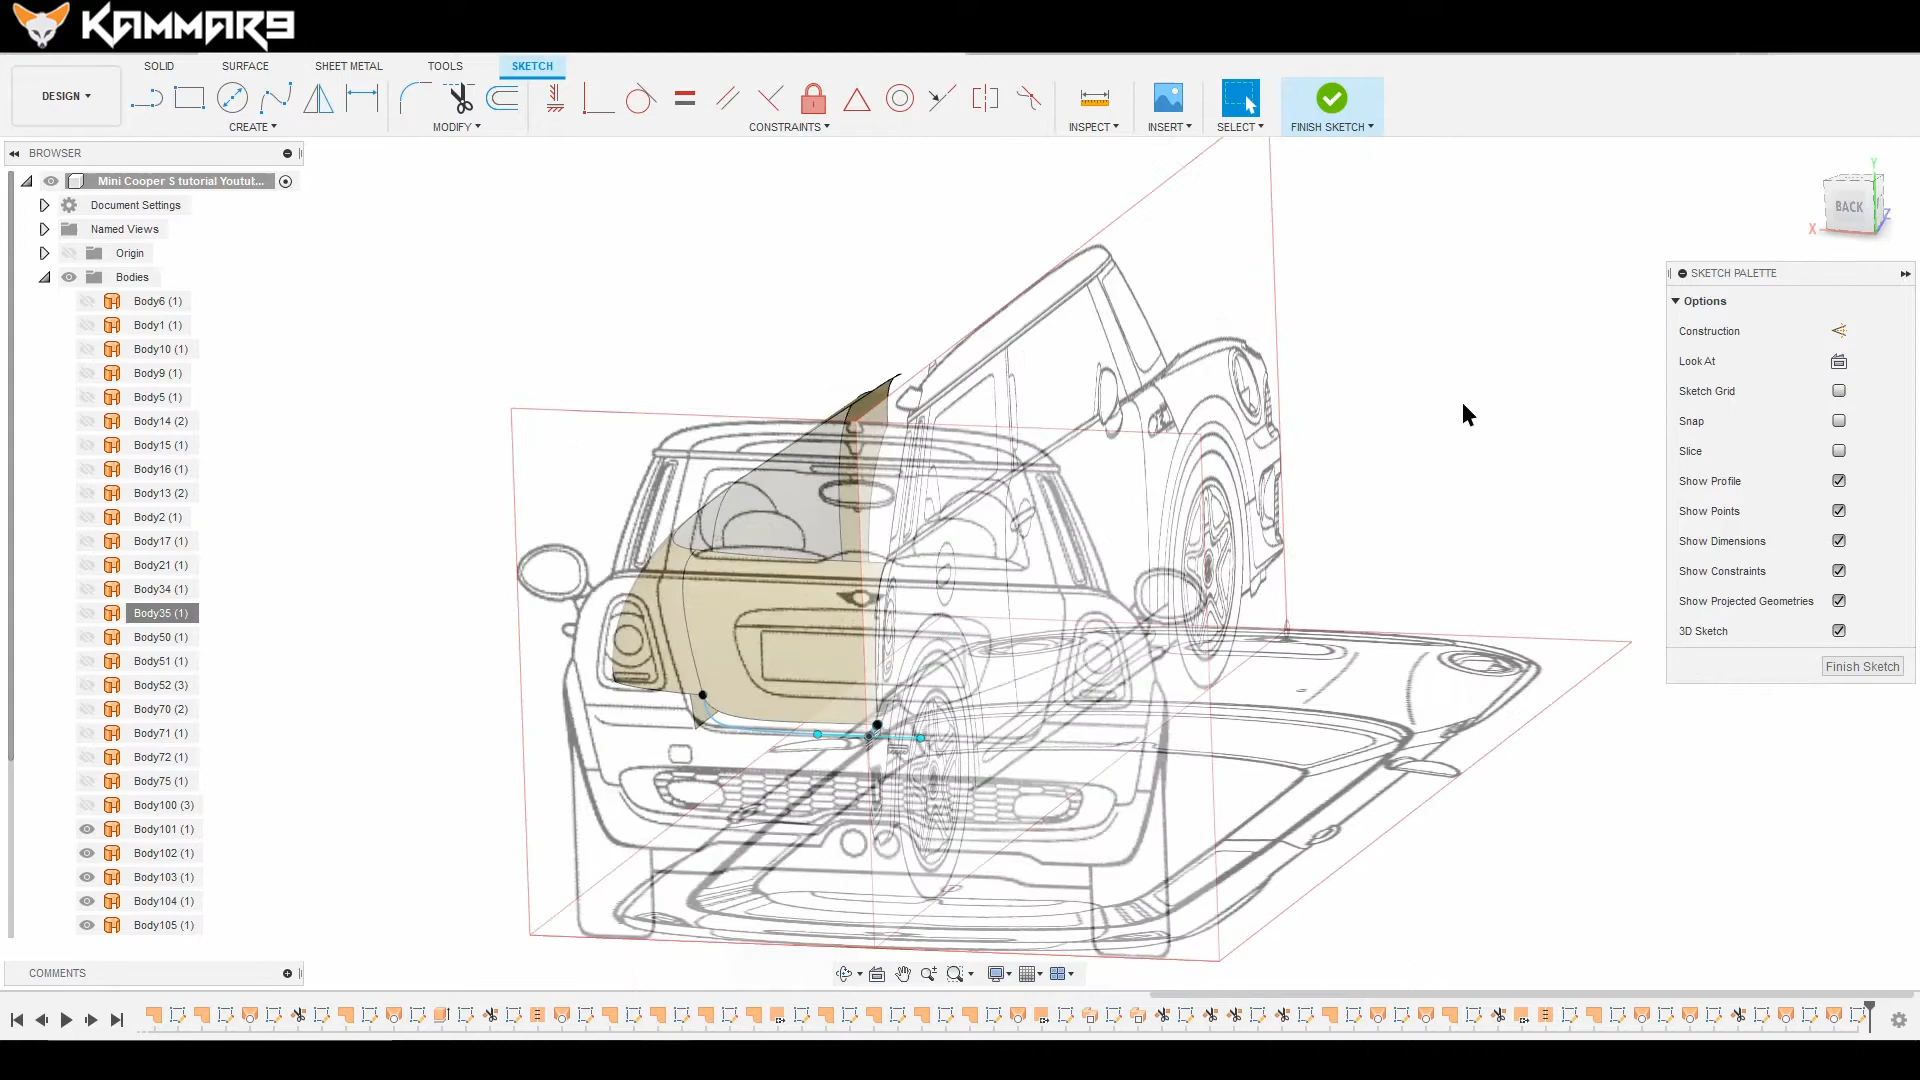 KAMMAR9
DESIGN
SOLID
SURFACE
SHEET METAL
TOOLS
SKETCH
CREATE
MODIFY
CONSTRAINTS
INSPECT
INSERT
SELECT
FINISH SKETCH
BROWSER
Mini Cooper S tutorial Youtut...
Document Settings
Named Views
Origin
Bodies
Body6 (1)
Body1 (1)
Body10 (1)
Body9 (1)
Body5 (1)
Body14 (2)
Body15 (1)
Body16 (1)
Body13 (2)
Body2 (1)
Body17 (1)
Body21 (1)
Body34 (1)
Body35 (1)
Body50 (1)
Body51 (1)
Body52 (3)
Body70 (2)
Body71 (1)
Body72 (1)
Body75 (1)
Body100 (3)
Body101 (1)
Body102 (1)
Body103 (1)
Body104 (1)
Body105 (1)
COMMENTS
Y
BACK
X
Z
SKETCH PALETTE
Options
Construction
Look At
Sketch Grid
Snap
Slice
Show Profile
Show Points
Show Dimensions
Show Constraints
Show Projected Geometries
3D Sketch
Finish Sketch